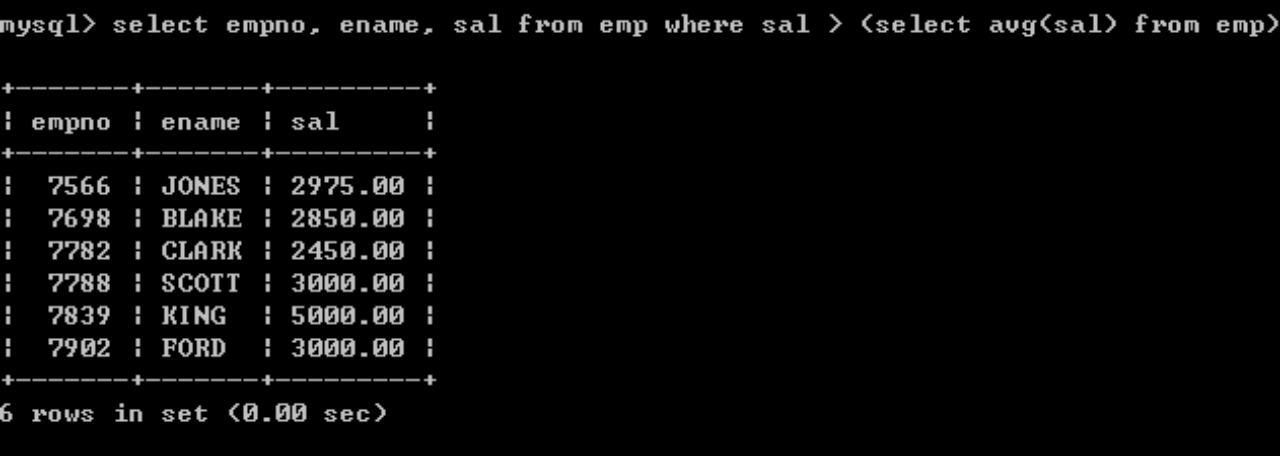 mysql> select empno, ename, sal from emp where sal > (select avg(sal) from emp)
+-------+-------+---------+
| empno | ename | sal     |
+-------+-------+---------+
|  7566 | JONES | 2975.00 |
|  7698 | BLAKE | 2850.00 |
|  7782 | CLARK | 2450.00 |
|  7788 | SCOTT | 3000.00 |
|  7839 | KING  | 5000.00 |
|  7902 | FORD  | 3000.00 |
+-------+-------+---------+
6 rows in set (0.00 sec)